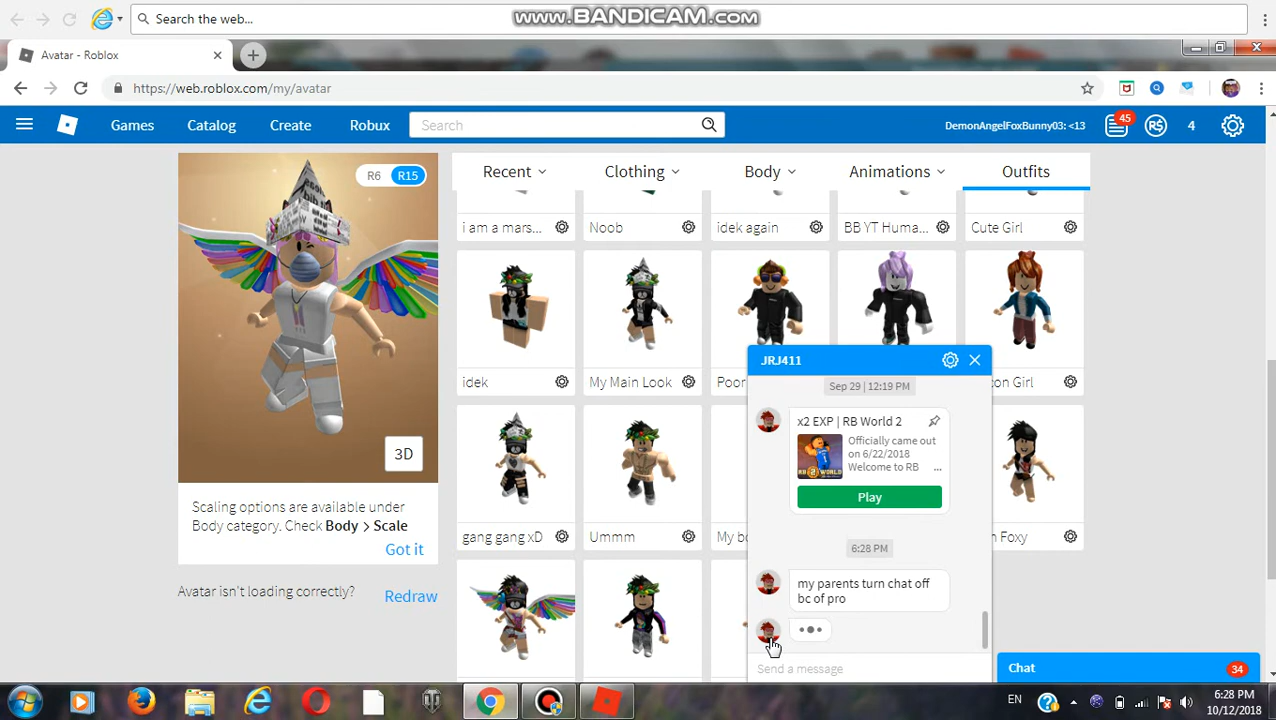 Search the web...
www.BANDICAM.com
Avatar - Roblox
https://web.roblox.com/my/avatar
Games
Catalog
Create
Robux
Search
DemonAngelFoxBunny03: <13
45
4
R6
R15
Recent
Clothing
Body
Animations
Outfits
i am a mars...
Noob
idek again
BB YT Huma...
Cute Girl
idek
My Main Look
gang gang xD
Ummm
3D
Scaling options are available under
Body category. Check Body > Scale
Got it
Avatar isn't loading correctly?
Redraw
JRJ411
Sep 29 | 12:19 PM
x2 EXP | RB World 2
Officially came out
on 6/22/2018
Welcome to RB
...
Play
6:28 PM
my parents turn chat off
bc of pro
Send a message
Chat
34
EN
6:28 PM
10/12/2018